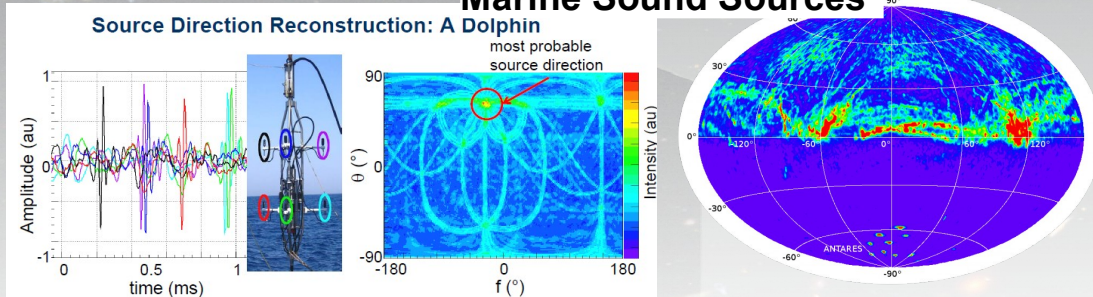 Marine Sound Sources
Source Direction Reconstruction: A Dolphin
most probable
source direction
Amplitude (au)
1
-1
0
0.5
1
time (ms)
θ (°)
90
0
-90
-180
0
180
f (°)
Intensity (au)
90°
60°
30°
0°
-120°
-60°
0°
60°
120°
-30°
-60°
-90°
ANTARES